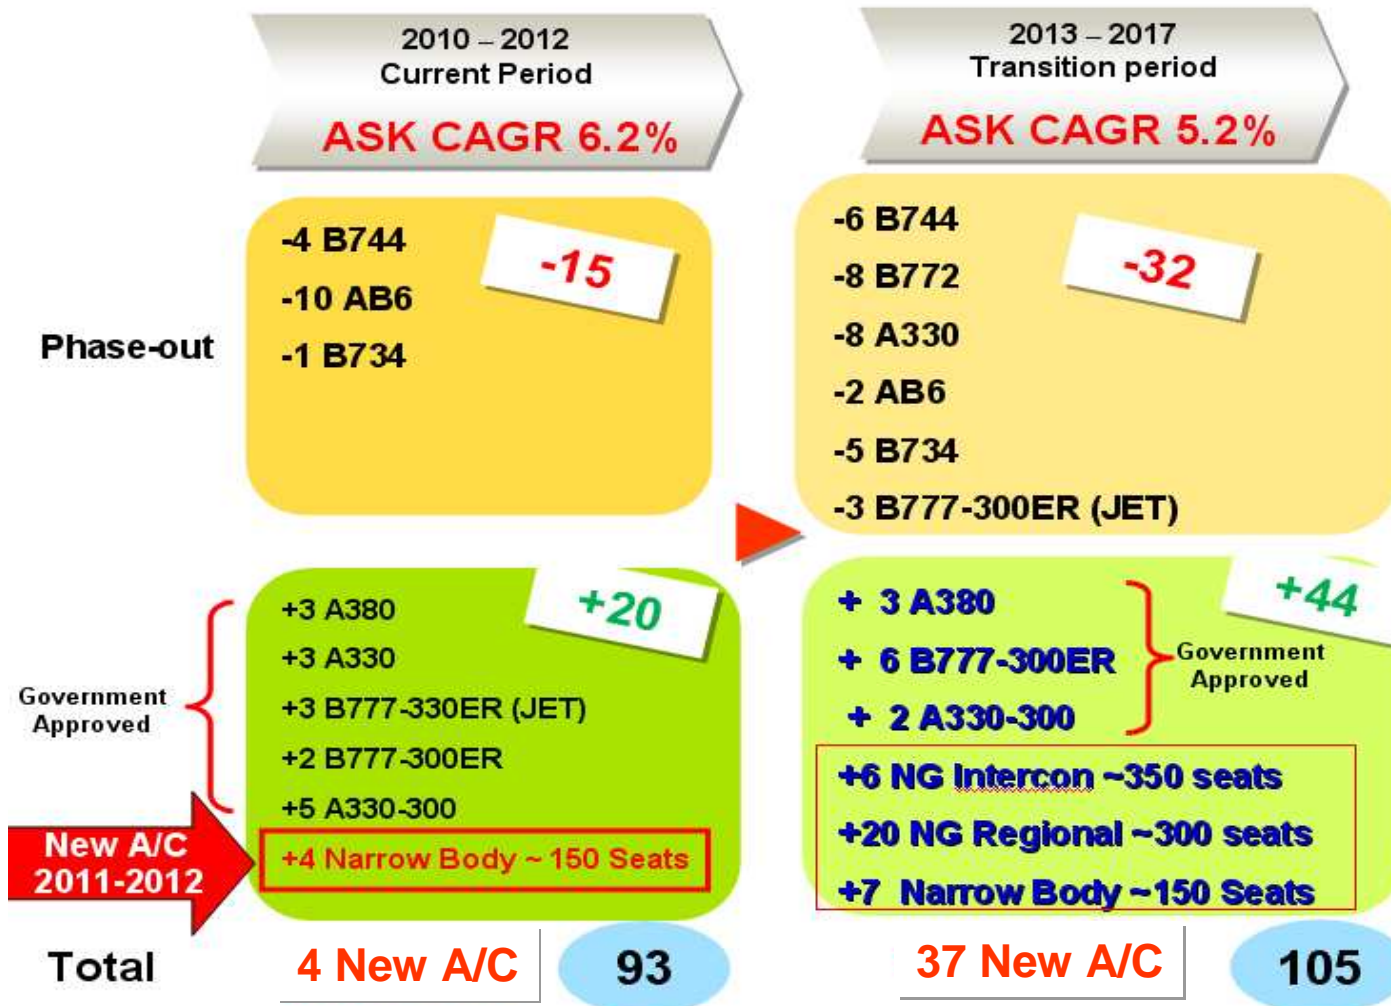 2010 – 2012
Current Period
ASK CAGR 6.2%
2013 – 2017
Transition period
ASK CAGR 5.2%
Phase-out
-4 B744
-10 AB6
-1 B734
-15
-6 B744
-8 B772
-8 A330
-2 AB6
-5 B734
-3 B777-300ER (JET)
-32
Government
Approved
+3 A380
+3 A330
+3 B777-330ER (JET)
+2 B777-300ER
+5 A330-300
+4 Narrow Body ~ 150 Seats
+20
New A/C
2011-2012
+ 3 A380
+ 6 B777-300ER
+ 2 A330-300
+6 NG Intercon ~350 seats
+20 NG Regional ~300 seats
+7 Narrow Body ~150 Seats
+44
Government
Approved
Total
4 New A/C
93
37 New A/C
105